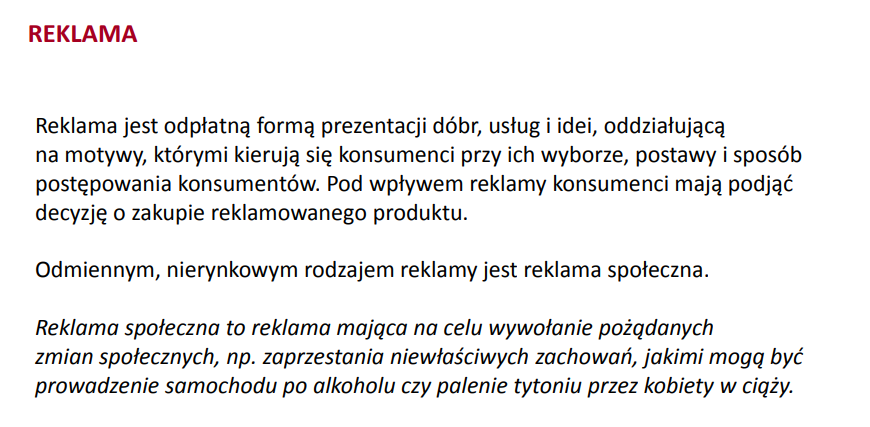 REKLAMA
Reklama jest odpłatną formą prezentacji dóbr, usług i idei, oddziałującą
na motywy, którymi kierują się konsumenci przy ich wyborze, postawy i sposób
postępowania konsumentów. Pod wpływem reklamy konsumenci mają podjąć
decyzję o zakupie reklamowanego produktu.
Odmiennym, nierynkowym rodzajem reklamy jest reklama społeczna.
Reklama społeczna to reklama mająca na celu wywołanie pożądanych
zmian społecznych, np. zaprzestania niewłaściwych zachowań, jakimi mogą być
prowadzenie samochodu po alkoholu czy palenie tytoniu przez kobiety w ciąży.